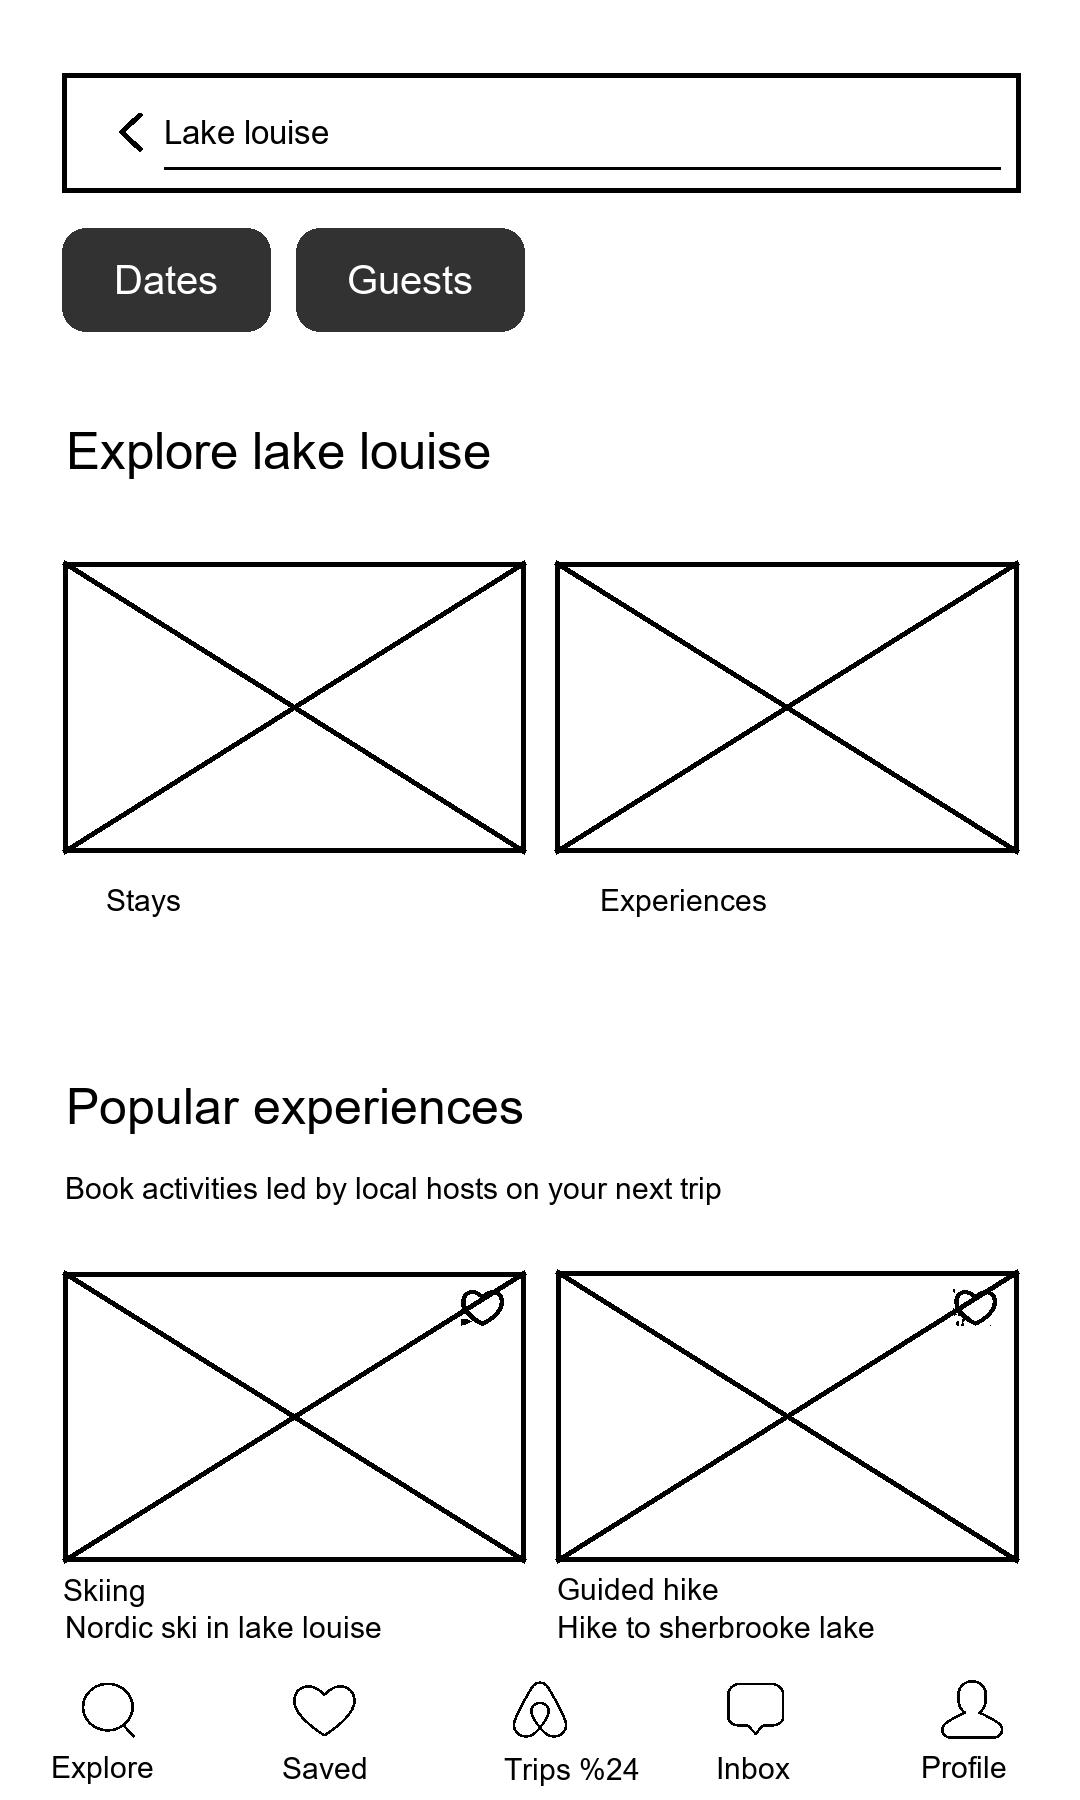 Lake louise
Dates Guests
Explore lake louise
Stays Experiences
Popular experiences
Book activities led by local hosts on your next trip
Skiing
Nordic ski in lake louise
Guided hike
Hike to sherbrooke lake
Explore Saved Trips %24 Inbox Profile